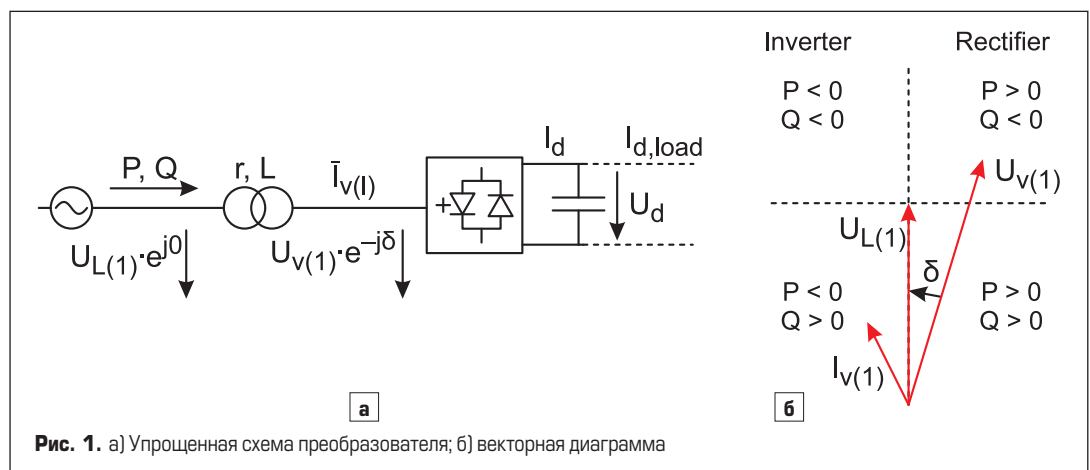 P, Q
r, L
Ī_v(I)
I_d
I_d,load
+
U_d
U_L(1)·e^j0
U_v(1)·e^–jδ
а
Inverter
Rectifier
P < 0
Q < 0
P > 0
Q < 0
U_v(1)
U_L(1)
δ
P < 0
Q > 0
P > 0
Q > 0
I_v(1)
б
Рис. 1. а) Упрощенная схема преобразователя; б) векторная диаграмма